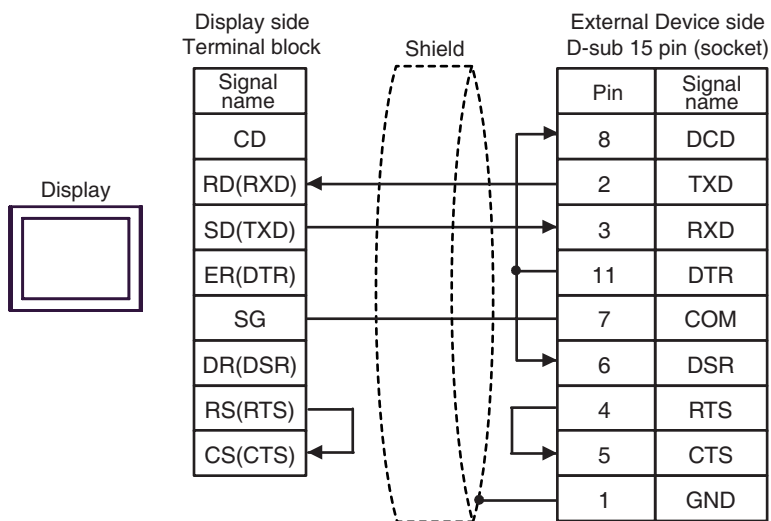 Display side
Terminal block
Shield
External Device side
D-sub 15 pin (socket)
Display
Signal
name
CD
RD(RXD)
SD(TXD)
ER(DTR)
SG
DR(DSR)
RS(RTS)
CS(CTS)
Pin
Signal
name
8 DCD
2 TXD
3 RXD
11 DTR
7 COM
6 DSR
4 RTS
5 CTS
1 GND